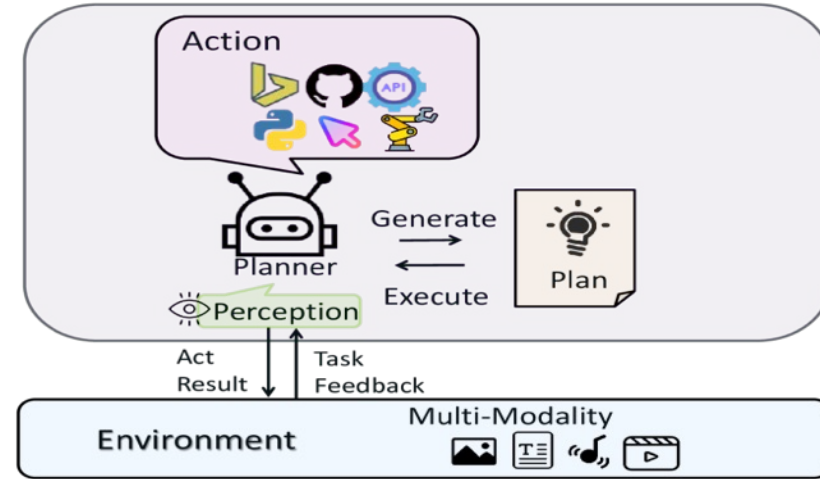 Action
API
Generate
Planner
Plan
Execute
Perception
Act
Result
Task
Feedback
Multi-Modality
Environment
T